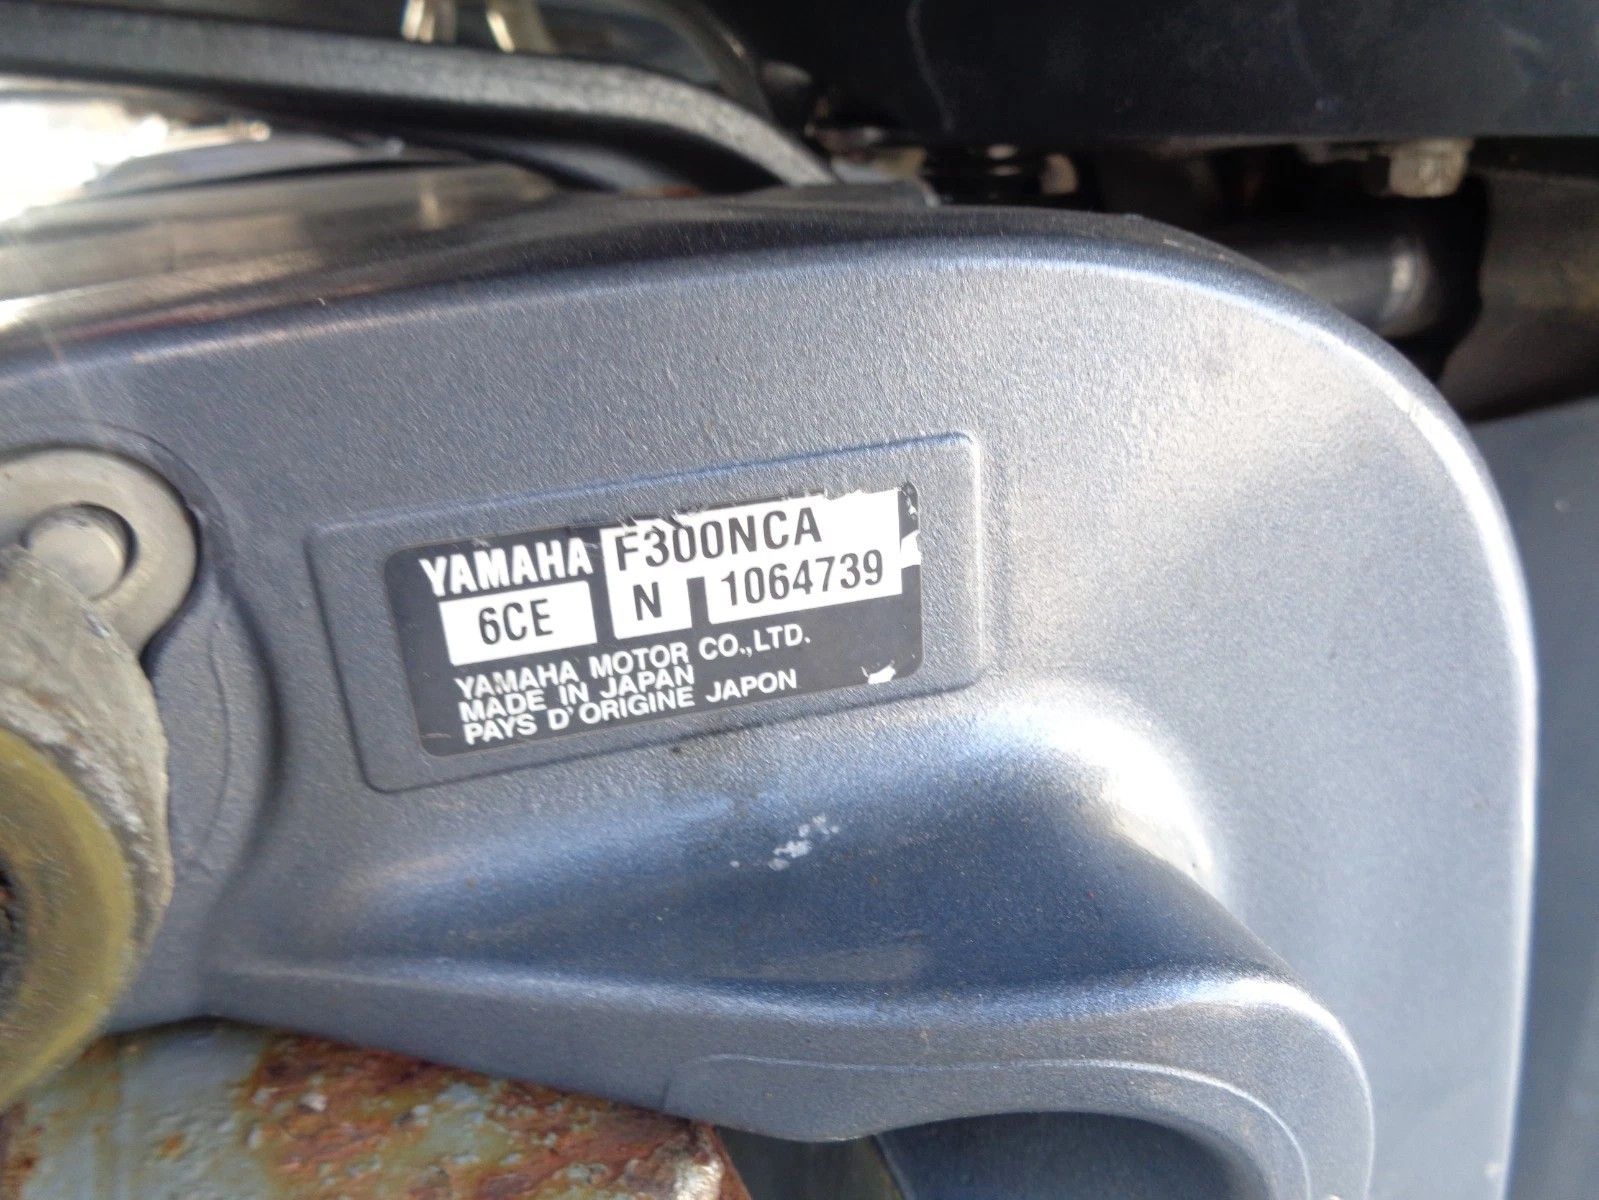 YAMAHA F300NCA
6CE N 1064739
YAMAHA MOTOR CO.,LTD.
MADE IN JAPAN
PAYS D'ORIGINE JAPON